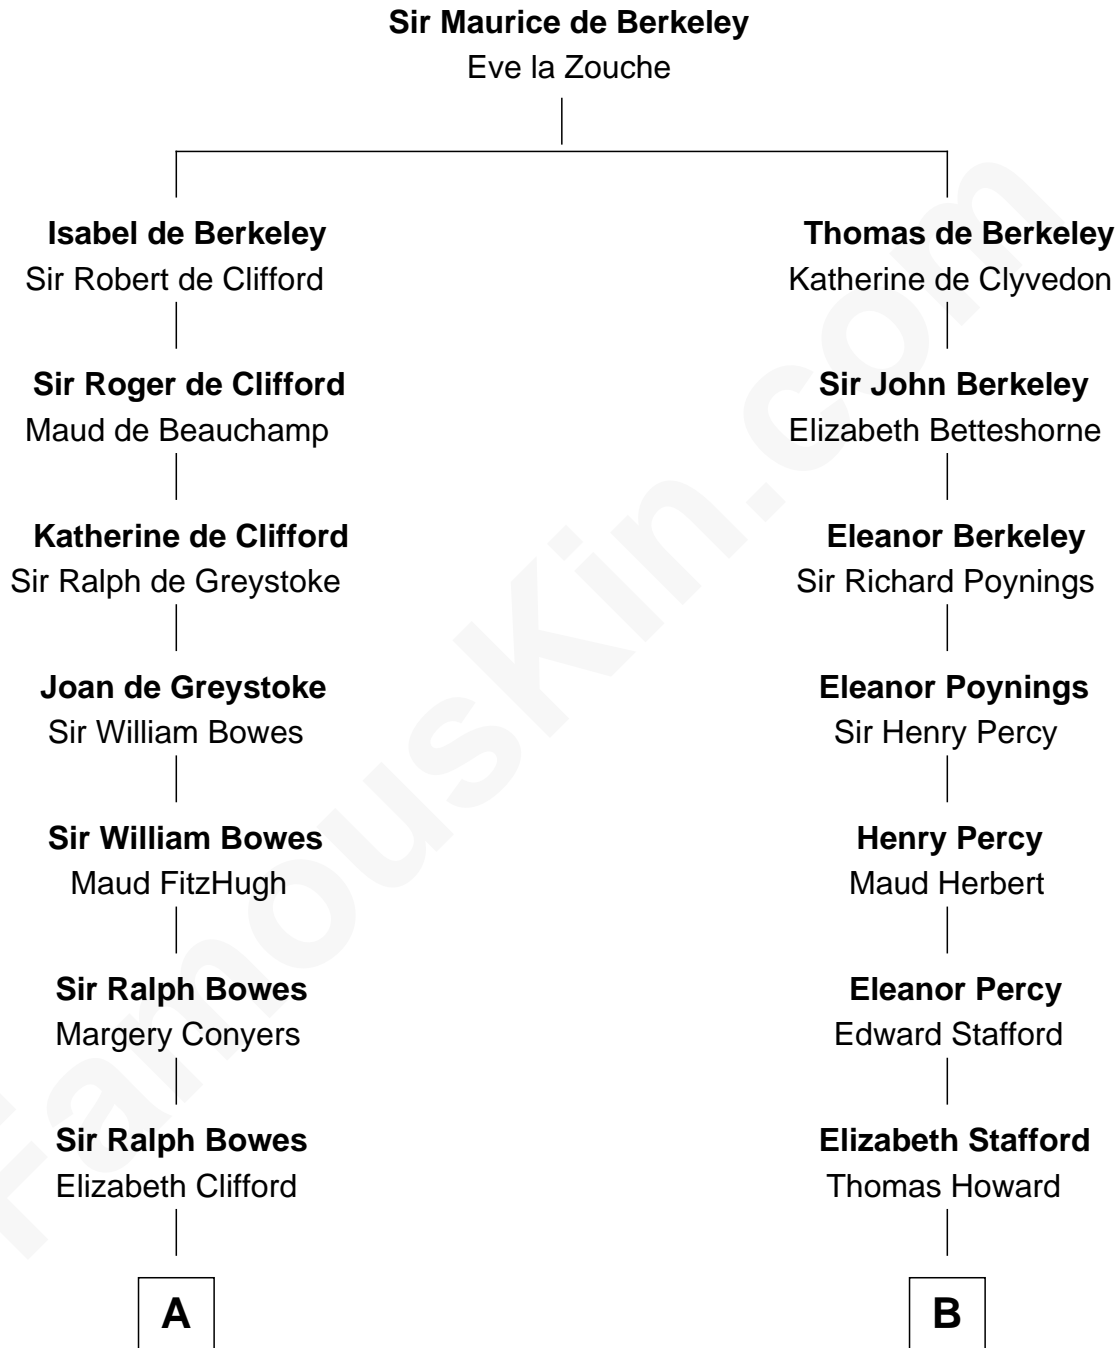 Sir Maurice de Berkeley
Eve la Zouche
Isabel de Berkeley
Sir Robert de Clifford
Thomas de Berkeley
Katherine de Clyvedon
Sir Roger de Clifford
Maud de Beauchamp
Sir John Berkeley
Elizabeth Betteshorne
Katherine de Clifford
Sir Ralph de Greystoke
Eleanor Berkeley
Sir Richard Poynings
Joan de Greystoke
Sir William Bowes
Eleanor Poynings
Sir Henry Percy
Sir William Bowes
Maud FitzHugh
Henry Percy
Maud Herbert
Sir Ralph Bowes
Margery Conyers
Eleanor Percy
Edward Stafford
Sir Ralph Bowes
Elizabeth Clifford
Elizabeth Stafford
Thomas Howard
A
B
FamousKin.com